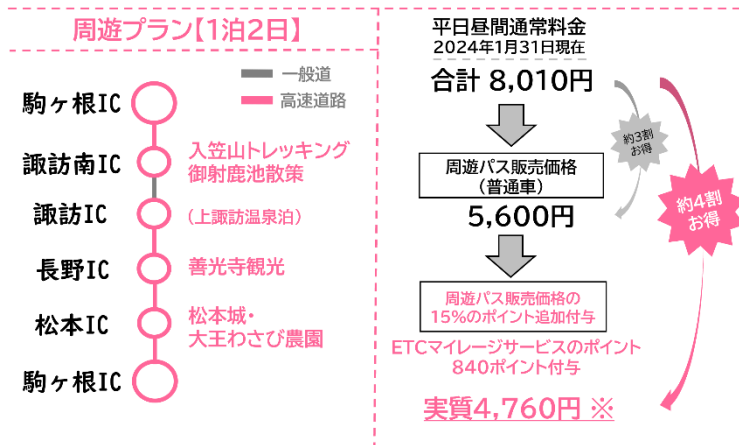 周遊プラン【1泊2日】
一般道
高速道路
駒ヶ根IC
諏訪南IC
入笠山トレッキング
御射鹿池散策
諏訪IC
(上諏訪温泉泊)
長野IC
善光寺観光
松本IC
松本城・
大王わさび農園
駒ヶ根IC
平日昼間通常料金
2024年1月31日現在
合計 8,010円
約3割
お得
周遊パス販売価格
(普通車)
5,600円
約4割
お得
周遊パス販売価格の
15%のポイント追加付与
ETCマイレージサービスのポイント
840ポイント付与
実質4,760円 ※